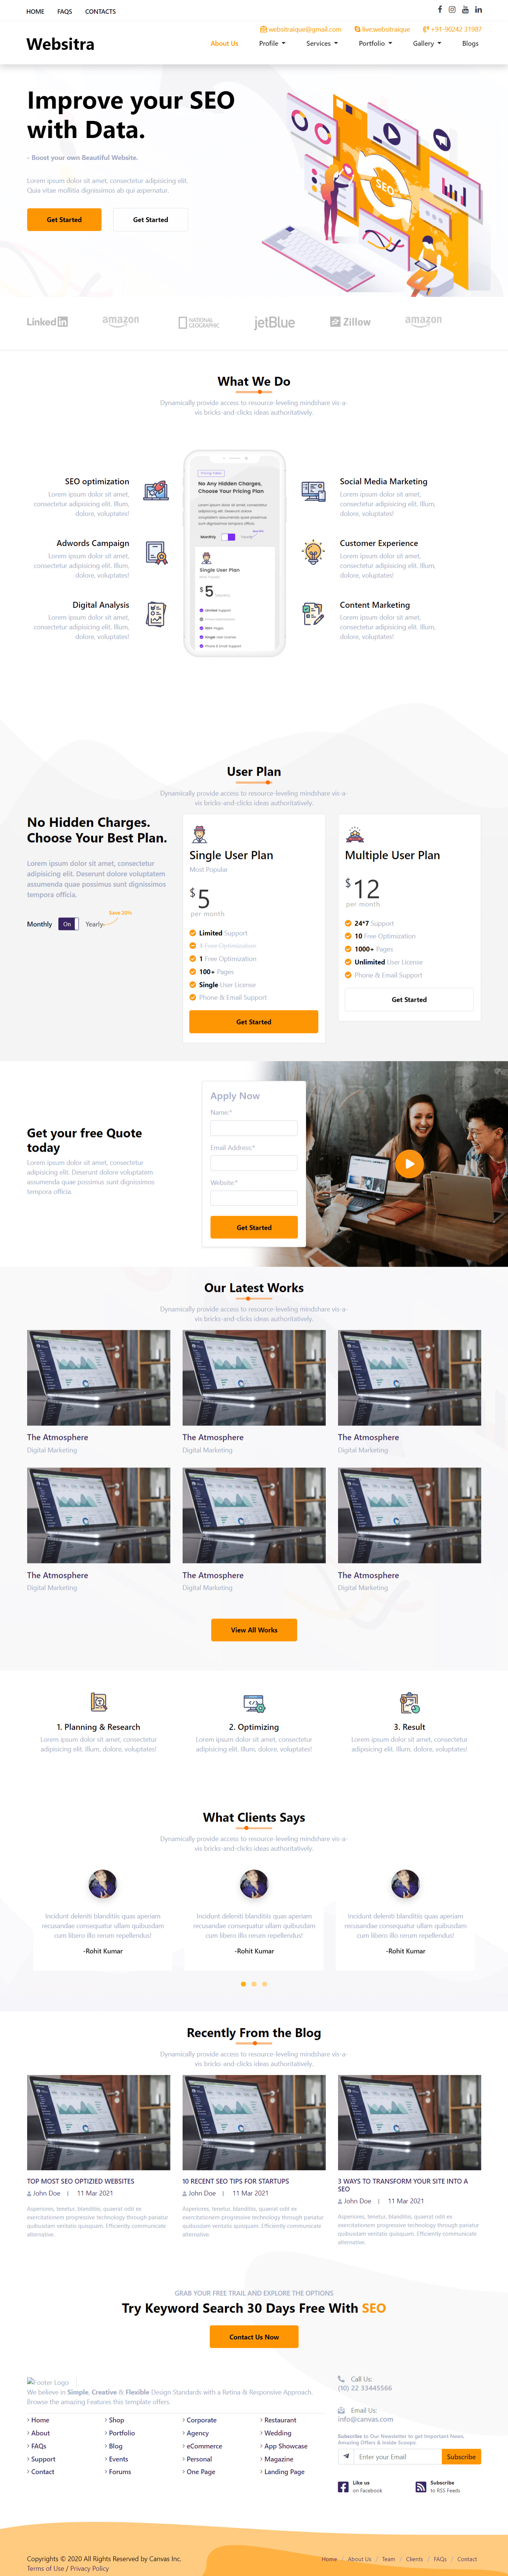 HOME FAQS CONTACTS
websitraique@gmail.com live:websitraique +91-90242 31987
Websitra
About Us Profile Services Portfolio Gallery Blogs
Improve your SEO
with Data.
- Boost your own Beautiful Website.
Lorem ipsum dolor sit amet, consectetur adipisicing elit.
Quia vitae mollitia dignissimos ab qui aspernatur.
Get Started Get Started
SEO
LinkedIn amazon NATIONAL GEOGRAPHIC jetBlue Zillow amazon
What We Do
Dynamically provide access to resource-leveling mindshare vis-a-
vis bricks-and-clicks ideas authoritatively.
SEO optimization
Lorem ipsum dolor sit amet,
consectetur adipisicing elit. Illum,
dolore, voluptates!
Adwords Campaign
Lorem ipsum dolor sit amet,
consectetur adipisicing elit. Illum,
dolore, voluptates!
Digital Analysis
Lorem ipsum dolor sit amet,
consectetur adipisicing elit. Illum,
dolore, voluptates!
No Any Hidden Charges,
Choose Your Pricing Plan
Monthly
Single User Plan
$5
Limited Support
100+ Pages
Single User License
Phone & Email Support
Social Media Marketing
Lorem ipsum dolor sit amet,
consectetur adipisicing elit. Illum,
dolore, voluptates!
Customer Experience
Lorem ipsum dolor sit amet,
consectetur adipisicing elit. Illum,
dolore, voluptates!
Content Marketing
Lorem ipsum dolor sit amet,
consectetur adipisicing elit. Illum,
dolore, voluptates!
User Plan
Dynamically provide access to resource-leveling mindshare vis-a-
vis bricks-and-clicks ideas authoritatively.
No Hidden Charges.
Choose Your Best Plan.
Lorem ipsum dolor sit amet, consectetur
adipisicing elit. Deserunt dolore voluptatem
assumenda quae possimus sunt dignissimos
tempora officia.
Save 20%
Monthly On Yearly
Single User Plan
Most Popular
$5
per month
Limited Support
1 Free Optimization
1 Free Optimization
100+ Pages
Single User License
Phone & Email Support
Get Started
Multiple User Plan
$12
per month
24*7 Support
10 Free Optimization
1000+ Pages
Unlimited User License
Phone & Email Support
Get Started
Get your free Quote
today
Lorem ipsum dolor sit amet, consectetur
adipisicing elit. Deserunt dolore voluptatem
assumenda quae possimus sunt dignissimos
tempora officia.
Apply Now
Name:*
Email Address:*
Website:*
Get Started
Our Latest Works
Dynamically provide access to resource-leveling mindshare vis-a-
vis bricks-and-clicks ideas authoritatively.
The Atmosphere The Atmosphere The Atmosphere
Digital Marketing Digital Marketing Digital Marketing
The Atmosphere The Atmosphere The Atmosphere
Digital Marketing Digital Marketing Digital Marketing
View All Works
1. Planning & Research
Lorem ipsum dolor sit amet, consectetur
adipisicing elit. Illum, dolore, voluptates!
2. Optimizing
Lorem ipsum dolor sit amet, consectetur
adipisicing elit. Illum, dolore, voluptates!
3. Result
Lorem ipsum dolor sit amet, consectetur
adipisicing elit. Illum, dolore, voluptates!
What Clients Says
Dynamically provide access to resource-leveling mindshare vis-a-
vis bricks-and-clicks ideas authoritatively.
Incidunt deleniti blanditiis quas aperiam
recusandae consequatur ullam quibusdam
cum libero illo rerum repellendus!
-Rohit Kumar
Incidunt deleniti blanditiis quas aperiam
recusandae consequatur ullam quibusdam
cum libero illo rerum repellendus!
-Rohit Kumar
Incidunt deleniti blanditiis quas aperiam
recusandae consequatur ullam quibusdam
cum libero illo rerum repellendus!
-Rohit Kumar
Recently From the Blog
Dynamically provide access to resource-leveling mindshare vis-a-
vis bricks-and-clicks ideas authoritatively.
TOP MOST SEO OPTIZIED WEBSITES
John Doe | 11 Mar 2021
Asperiores, tenetur, blanditiis, quaerat odit ex
exercitationem progressive technology through pariatur
quibusdam veritatis quisquam. Efficiently communicate
alternative.
10 RECENT SEO TIPS FOR STARTUPS
John Doe | 11 Mar 2021
Asperiores, tenetur, blanditiis, quaerat odit ex
exercitationem progressive technology through pariatur
quibusdam veritatis quisquam. Efficiently communicate
alternative.
3 WAYS TO TRANSFORM YOUR SITE INTO A
SEO
John Doe | 11 Mar 2021
Asperiores, tenetur, blanditiis, quaerat odit ex
exercitationem progressive technology through pariatur
quibusdam veritatis quisquam. Efficiently communicate
alternative.
GRAB YOUR FREE TRAIL AND EXPLORE THE OPTIONS
Try Keyword Search 30 Days Free With SEO
Contact Us Now
Footer Logo
We believe in Simple, Creative & Flexible Design Standards with a Retina & Responsive Approach.
Browse the amazing Features this template offers.
Home Shop Corporate Restaurant
About Portfolio Agency Wedding
FAQs Blog eCommerce App Showcase
Support Events Personal Magazine
Contact Forums One Page Landing Page
Call Us:
(10) 22 33445566
Email Us:
info@canvas.com
Subscribe to Our Newsletter to get Important News,
Amazing Offers & Inside Scoops:
Enter your Email Subscribe
Like us
on Facebook
Subscribe
to RSS Feeds
Copyrights © 2020 All Rights Reserved by Canvas Inc.
Terms of Use / Privacy Policy
Home / About Us / Team / Clients / FAQs / Contact